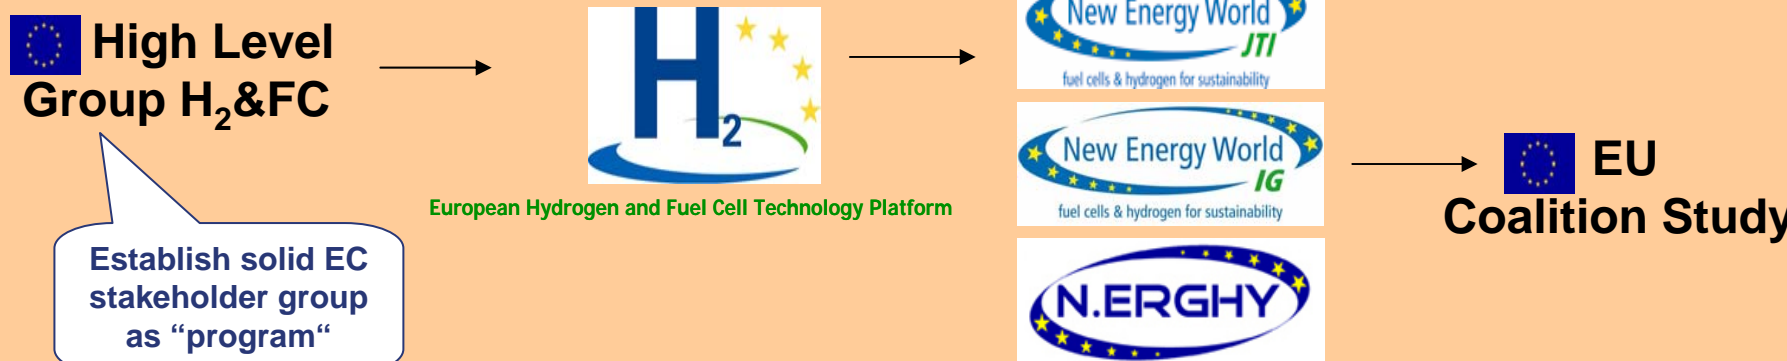 High Level
Group H₂&FC
Establish solid EC
stakeholder group
as “program“
H₂
European Hydrogen and Fuel Cell Technology Platform
New Energy World
JTI
fuel cells & hydrogen for sustainability
New Energy World
IG
fuel cells & hydrogen for sustainability
N.ERGHY
EU
Coalition Study